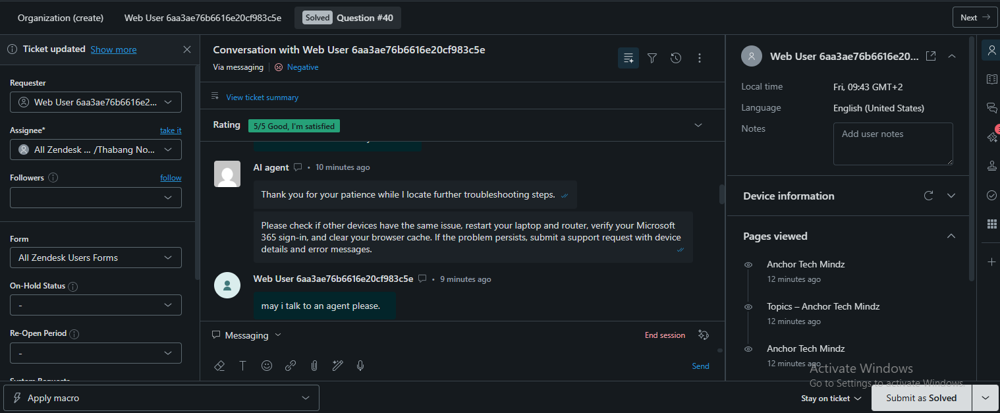 Organization (create)
Web User 6aa3ae76b6616e20cf983c5e
Solved Question #40
Next
Ticket updated Show more
Requester
Web User 6aa3ae76b6616e2...
Assignee* take it
All Zendesk ... /Thabang No...
Followers follow
Form
All Zendesk Users Forms
On-Hold Status
-
Re-Open Period
-
Conversation with Web User 6aa3ae76b6616e20cf983c5e
Via messaging Negative
View ticket summary
Rating 5/5 Good, I'm satisfied
AI agent • 10 minutes ago
Thank you for your patience while I locate further troubleshooting steps.
Please check if other devices have the same issue, restart your laptop and router, verify your Microsoft
365 sign-in, and clear your browser cache. If the problem persists, submit a support request with device
details and error messages.
Web User 6aa3ae76b6616e20cf983c5e • 9 minutes ago
may i talk to an agent please.
Messaging End session
Send
Web User 6aa3ae76b6616e20...
Local time Fri, 09:43 GMT+2
Language English (United States)
Notes Add user notes
Device information
Pages viewed
Anchor Tech Mindz
12 minutes ago
Topics – Anchor Tech Mindz
12 minutes ago
Anchor Tech Mindz
12 minutes ago
Activate Windows
Go to Settings to activate Windows.
Apply macro
Stay on ticket
Submit as Solved